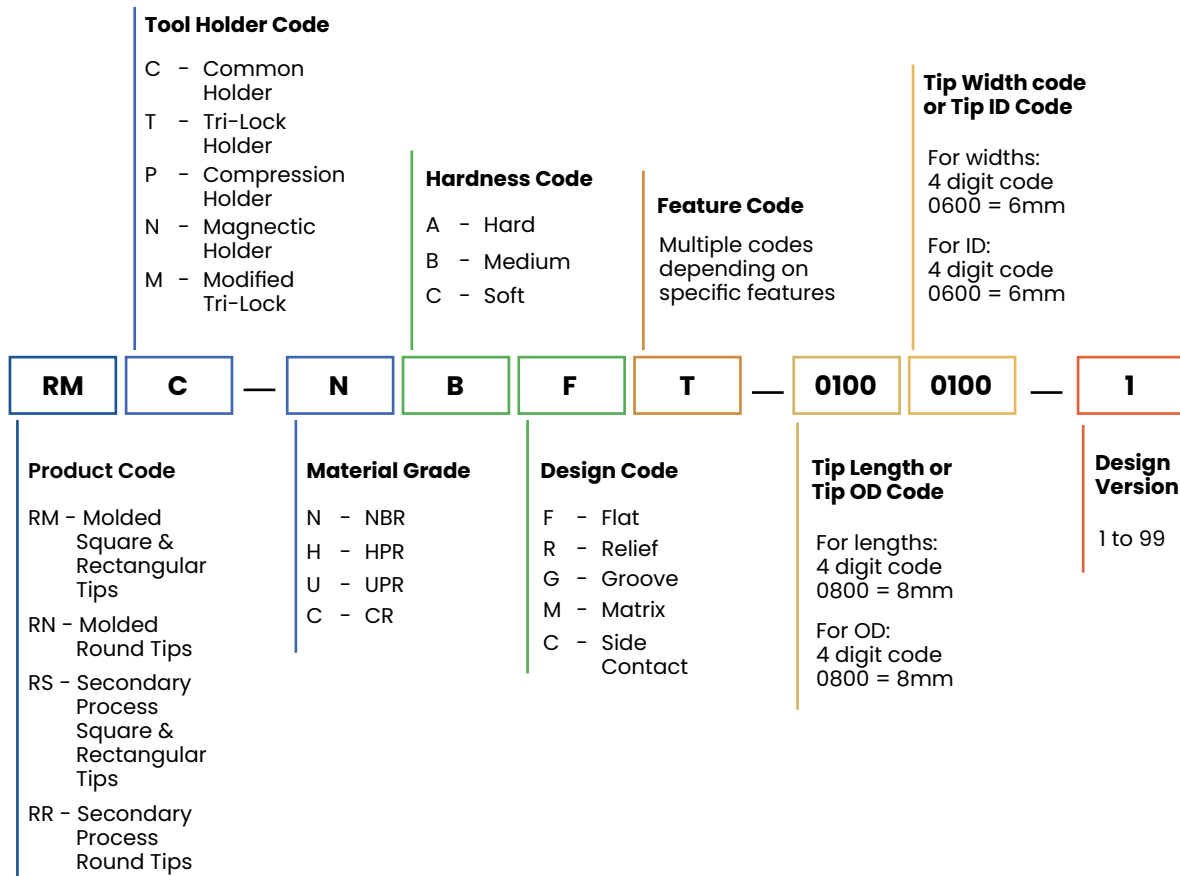 Tool Holder Code
C - Common
Holder
T - Tri-Lock
Holder
P - Compression
Holder
N - Magnectic
Holder
M - Modified
Tri-Lock
Hardness Code
A - Hard
B - Medium
C - Soft
Feature Code
Multiple codes
depending on
specific features
Tip Width code
or Tip ID Code
For widths:
4 digit code
0600 = 6mm
For ID:
4 digit code
0600 = 6mm
RM C — N B F T — 0100 0100 — 1
Product Code
RM - Molded
Square &
Rectangular
Tips
RN - Molded
Round Tips
RS - Secondary
Process
Square &
Rectangular
Tips
RR - Secondary
Process
Round Tips
Material Grade
N - NBR
H - HPR
U - UPR
C - CR
Design Code
F - Flat
R - Relief
G - Groove
M - Matrix
C - Side
Contact
Tip Length or
Tip OD Code
For lengths:
4 digit code
0800 = 8mm
For OD:
4 digit code
0800 = 8mm
Design
Version
1 to 99